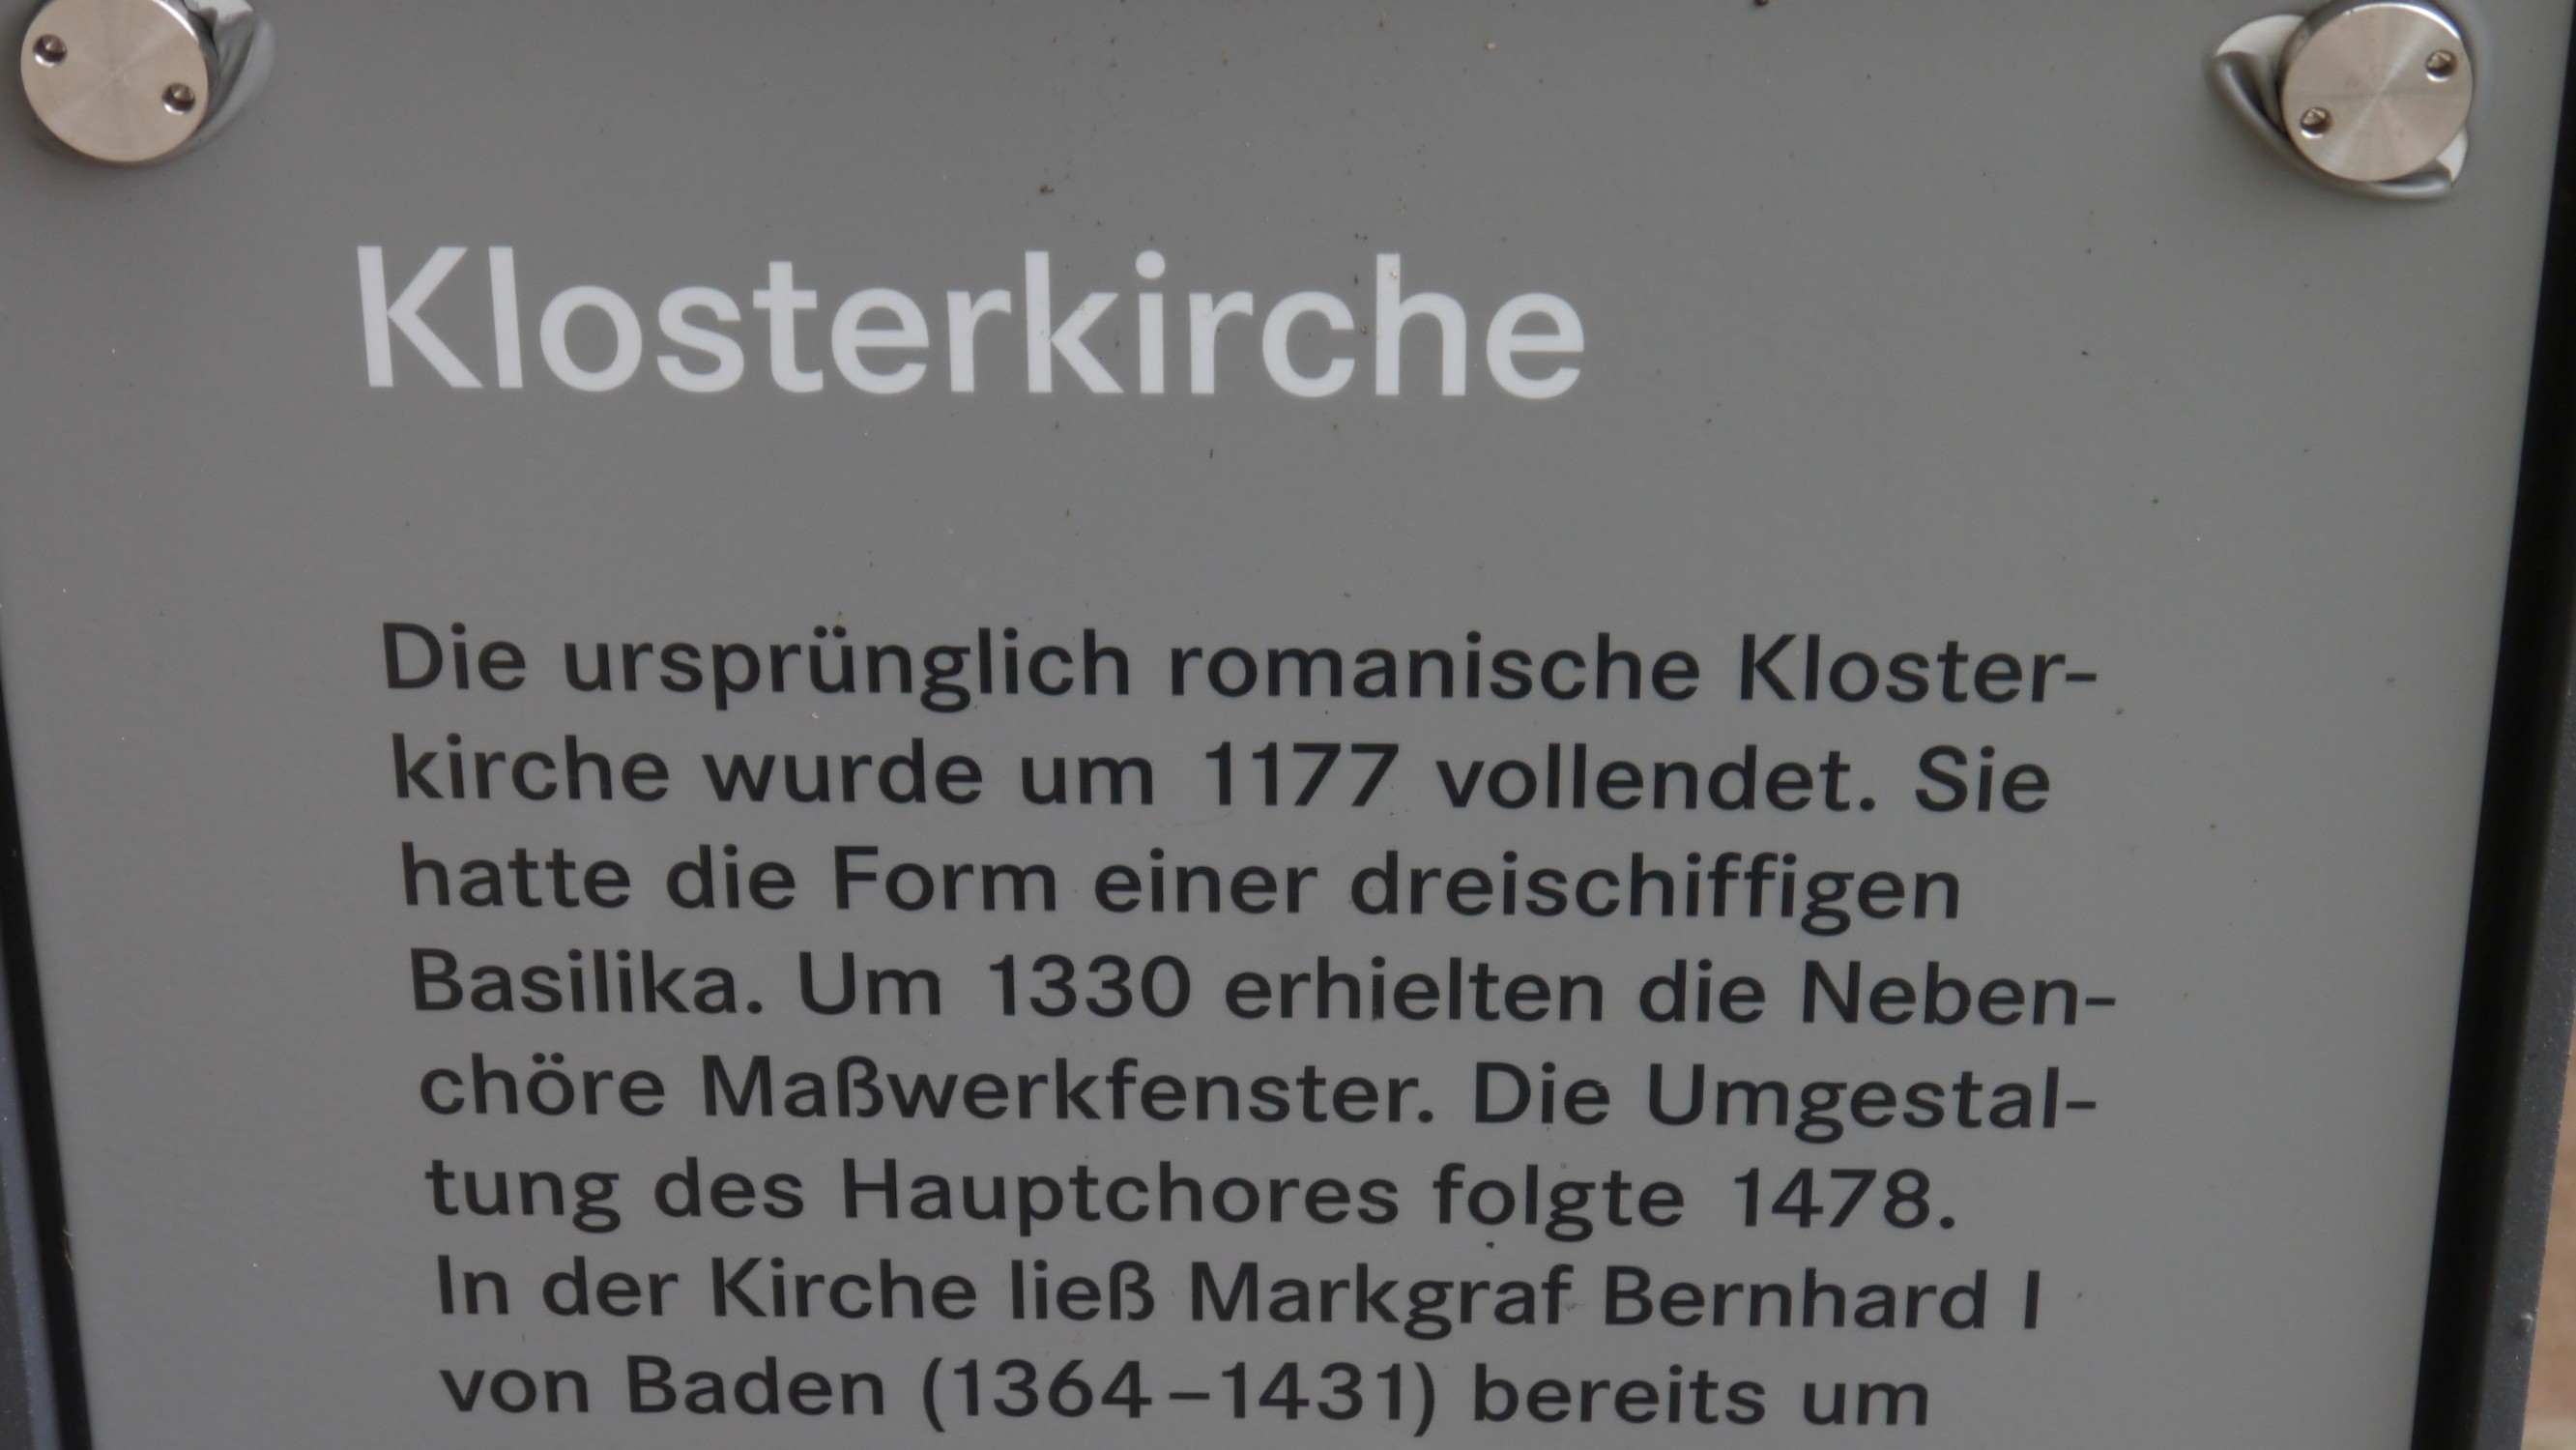 Klosterkirche
Die ursprünglich romanische Kloster-
kirche wurde um 1177 vollendet. Sie
hatte die Form einer dreischiffigen
Basilika. Um 1330 erhielten die Neben-
chöre Maßwerkfenster. Die Umgestal-
tung des Hauptchores folgte 1478.
In der Kirche ließ Markgraf Bernhard I
von Baden (1364–1431) bereits um